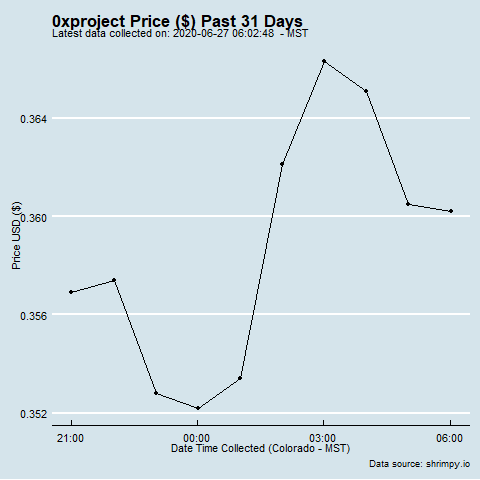 0xproject Price ($) Past 31 Days
Latest data collected on: 2020-06-27 06:02:48  - MST
Price USD ($)
0.364
0.360
0.356
0.352
21:00 00:00 03:00 06:00
Date Time Collected (Colorado - MST)
Data source: shrimpy.io